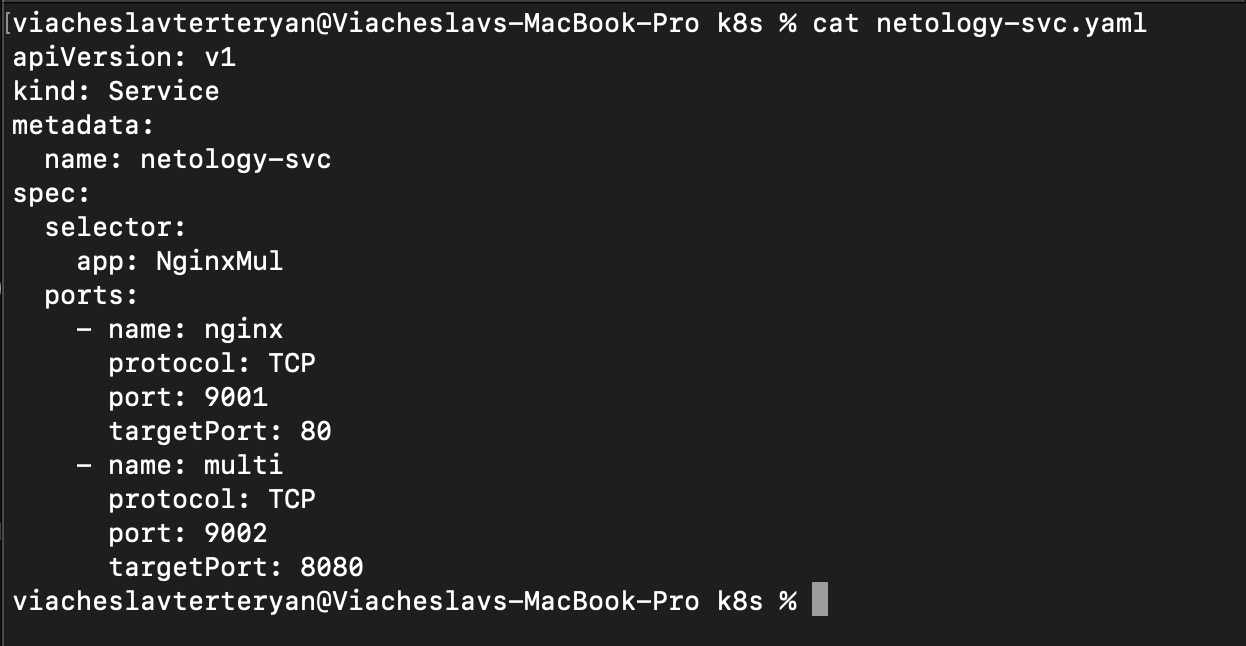 [viacheslavterteryan@Viacheslavs-MacBook-Pro k8s % cat netology-svc.yaml
apiVersion: v1
kind: Service
metadata:
  name: netology-svc
spec:
  selector:
    app: NginxMul
  ports:
    - name: nginx
      protocol: TCP
      port: 9001
      targetPort: 80
    - name: multi
      protocol: TCP
      port: 9002
      targetPort: 8080
viacheslavterteryan@Viacheslavs-MacBook-Pro k8s %